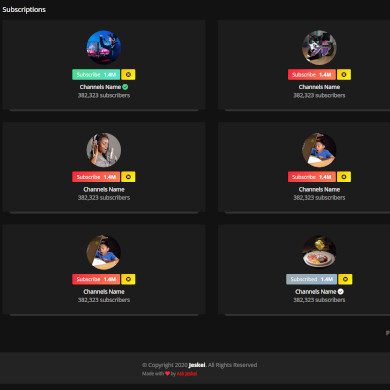 Subscriptions
Subscribe 1.4M
Channels Name
382,323 subscribers
Subscribe 1.4M
Channels Name
382,323 subscribers
Subscribe 1.4M
Channels Name
382,323 subscribers
Subscribe 1.4M
Channels Name
382,323 subscribers
Subscribe 1.4M
Channels Name
382,323 subscribers
Subscribed 1.4M
Channels Name
382,323 subscribers
© Copyright 2020 Jeskei. All Rights Reserved
Made with ❤ by Ask Jeskei